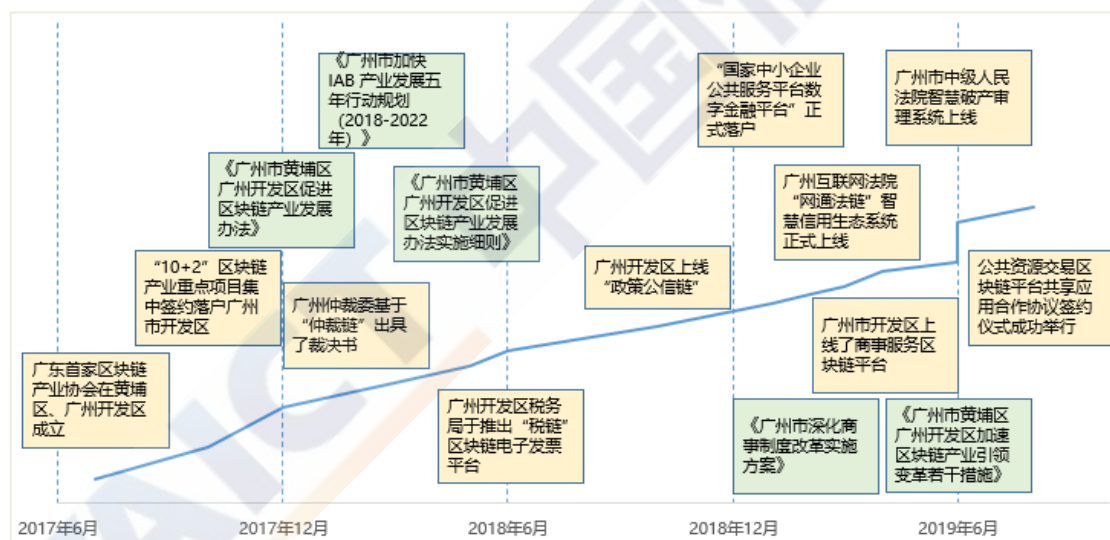 《广州市加快
IAB 产业发展五
年行动规划
（2018-2022
年）》
“国家中小企业
公共服务平台数
字金融平台”正
式落户
广州市中级人民
法院智慧破产审
理系统上线
《广州市黄埔区
广州开发区促进
区块链产业发展
办法》
《广州市黄埔区
广州开发区促进
区块链产业发展
办法实施细则》
广州互联网法院
“网通法链”智
慧信用生态系统
正式上线
“10+2”区块链
产业重点项目集
中签约落户广州
市开发区
广州仲裁委基于
“仲裁链”出具
了裁决书
广州开发区上线
“政策公信链”
公共资源交易区
块链平台共享应
用合作协议签约
仪式成功举行
广州市开发区上
线了商事服务区
块链平台
广东首家区块链
产业协会在黄埔
区、广州开发区
成立
广州开发区税务
局于推出“税链”
区块链电子发票
平台
《广州市深化商
事制度改革实施
方案》
《广州市黄埔区
广州开发区加速
区块链产业引领
变革若干措施》
2017年6月
2017年12月
2018年6月
2018年12月
2019年6月